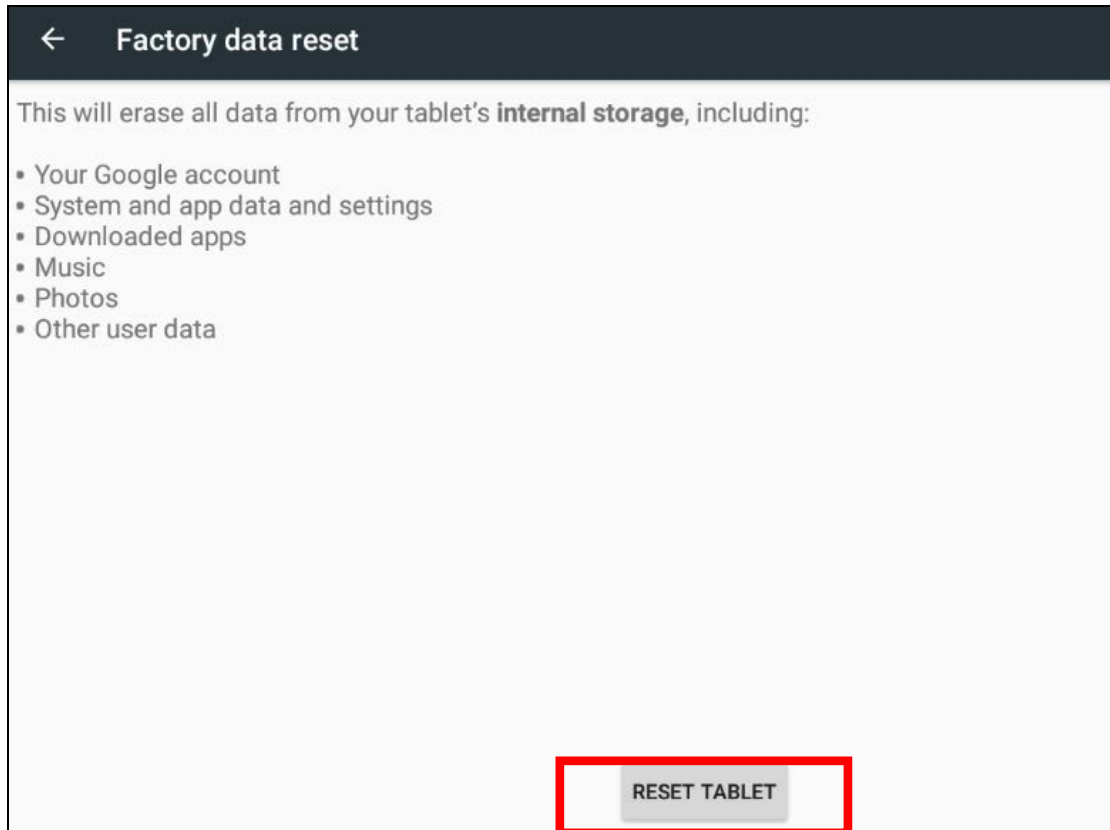 Factory data reset
This will erase all data from your tablet's internal storage, including:
• Your Google account
• System and app data and settings
• Downloaded apps
• Music
• Photos
• Other user data
RESET TABLET